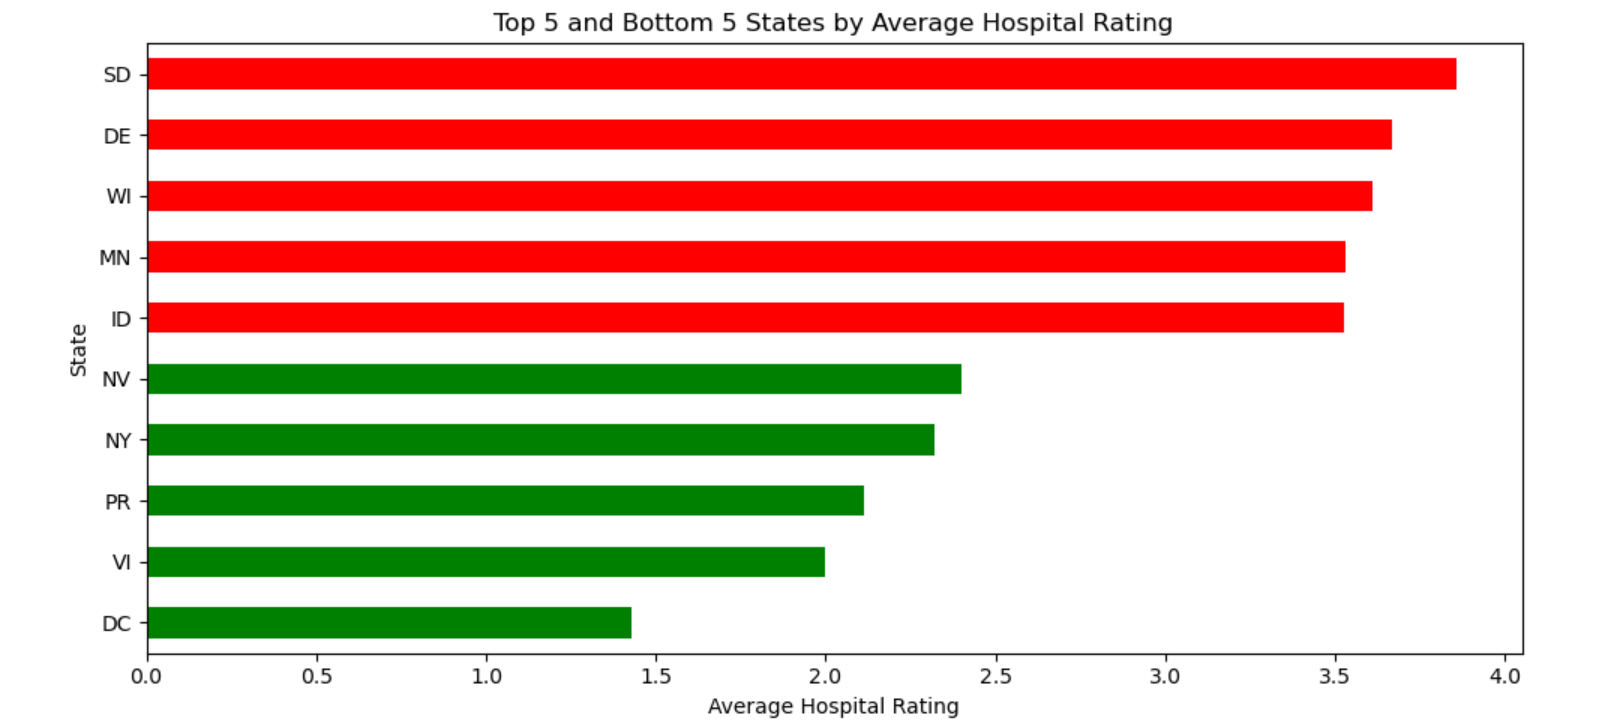 Top 5 and Bottom 5 States by Average Hospital Rating
SD
DE
WI
MN
ID
State
NV
NY
PR
VI
DC
0.0 0.5 1.0 1.5 2.0 2.5 3.0 3.5 4.0
Average Hospital Rating